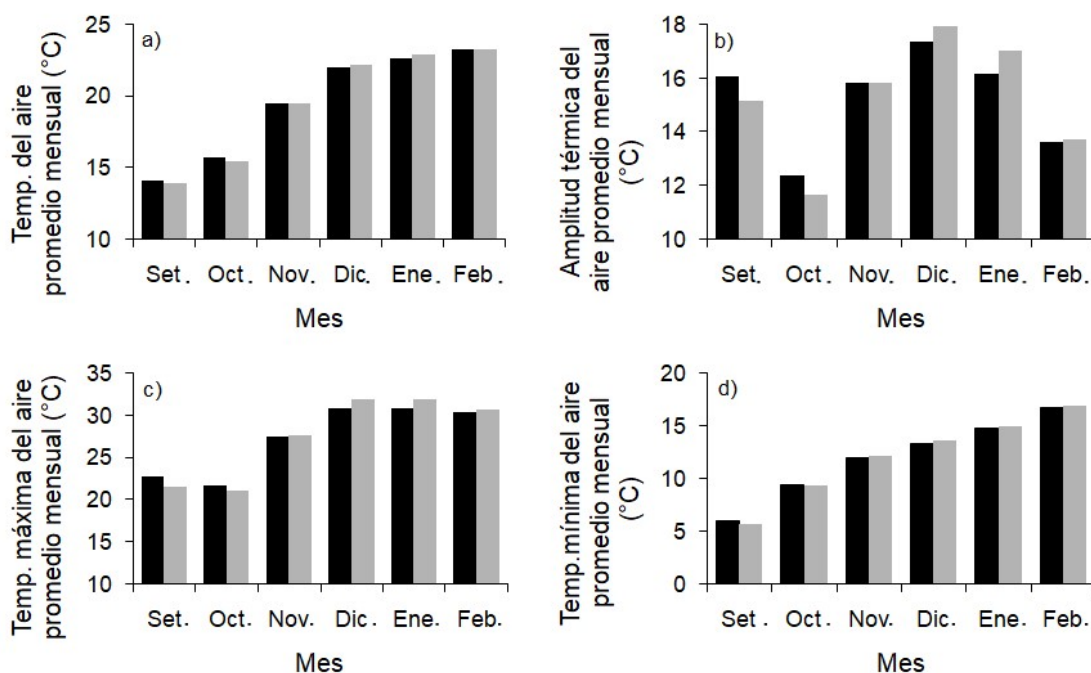 Temp. del aire
promedio mensual (°C)
a)
25
20
15
10
Set. Oct. Nov. Dic. Ene. Feb.
Mes
Amplitud térmica del
aire promedio mensual
(°C)
b)
18
16
14
12
10
Set. Oct. Nov. Dic. Ene. Feb.
Mes
Temp. máxima del aire
promedio mensual (°C)
c)
35
30
25
20
15
10
Set. Oct. Nov. Dic. Ene. Feb.
Mes
Temp.mínima del aire
promedio mensual
(°C)
d)
20
15
10
5
0
Set. Oct. Nov. Dic. Ene. Feb.
Mes